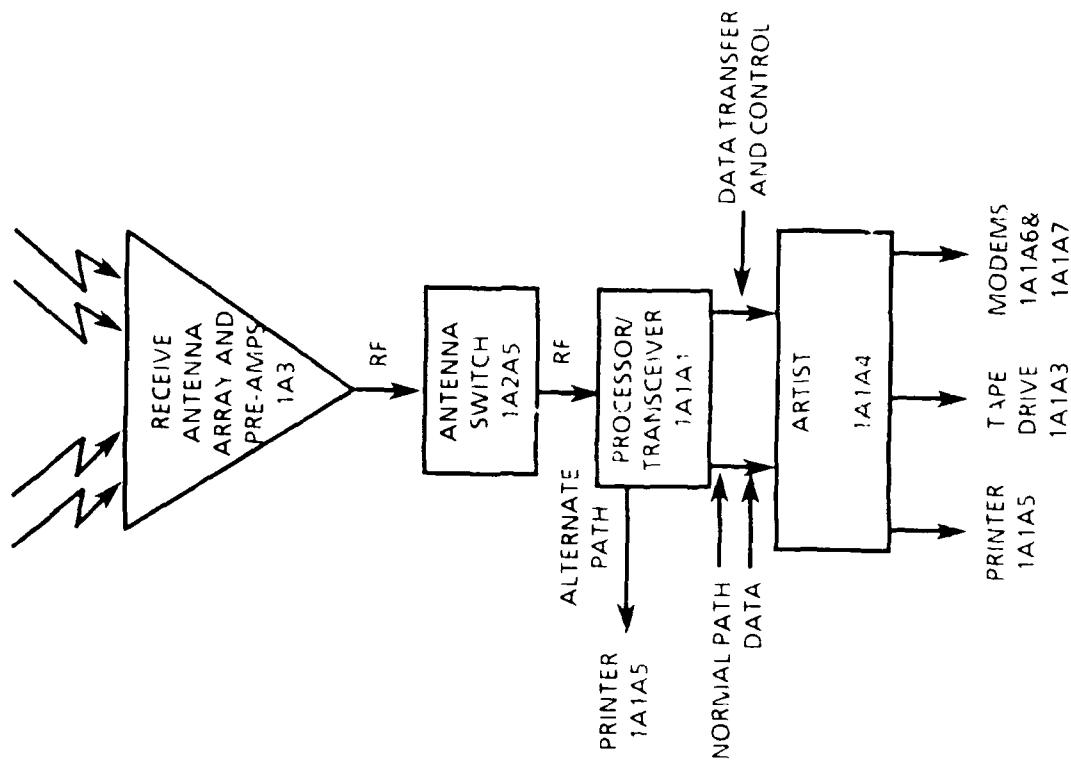 RECEIVE
ANTENNA
ARRAY AND
PRE-AMPS
1A3
RF
ANTENNA
SWITCH
1A2A5
RF
ALTERNATE
PATH
PROCESSOR/
TRANSCEIVER
1A1A1
PRINTER
1A1A5
NORMAL PATH
DATA
DATA TRANSFER
AND CONTROL
ARTIST
1A1A4
PRINTER
1A1A5
TAPE
DRIVE
1A1A3
MODEMS
1A1A6&
1A1A7